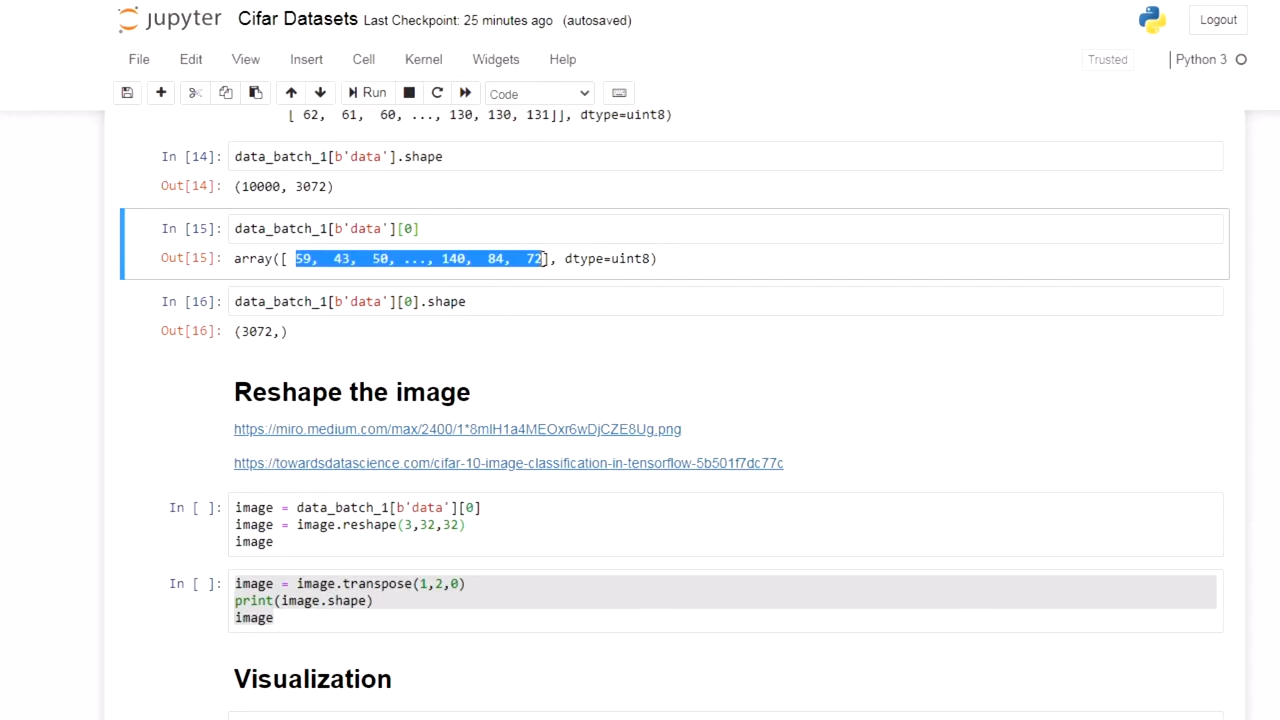 jupyter Cifar Datasets Last Checkpoint: 25 minutes ago (autosaved) Logout
File Edit View Insert Cell Kernel Widgets Help Trusted Python 3
Run Code
[ 62, 61, 60, ..., 130, 130, 131]], dtype=uint8)
In [14]: data_batch_1[b'data'].shape
Out[14]: (10000, 3072)
In [15]: data_batch_1[b'data'][0]
Out[15]: array([ 59, 43, 50, ..., 140, 84, 72], dtype=uint8)
In [16]: data_batch_1[b'data'][0].shape
Out[16]: (3072,)
Reshape the image
https://miro.medium.com/max/2400/1*8mlH1a4MEOxr6wDjCZE8Ug.png
https://towardsdatascience.com/cifar-10-image-classification-in-tensorflow-5b501f7dc77c
In [ ]: image = data_batch_1[b'data'][0]
image = image.reshape(3,32,32)
image
In [ ]: image = image.transpose(1,2,0)
print(image.shape)
image
Visualization